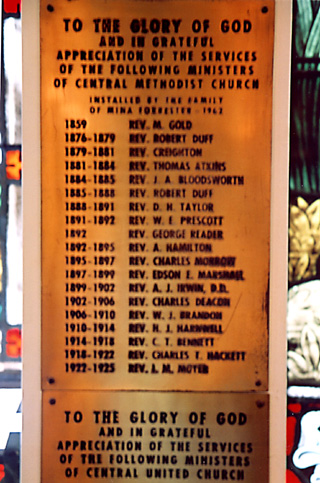 TO THE GLORY OF GOD
AND IN GRATEFUL
APPRECIATION OF THE SERVICES
OF THE FOLLOWING MINISTERS
OF CENTRAL METHODIST CHURCH
INSTALLED BY THE FAMILY
OF MINA FORRESTER - 1962
1859 REV. M. GOLD
1876-1879 REV. ROBERT DUFF
1879-1881 REV. CREIGHTON
1881-1884 REV. THOMAS ATKINS
1884-1885 REV. J. A. BLOODSWORTH
1885-1888 REV. ROBERT DUFF
1888-1891 REV. D. H. TAYLOR
1891-1892 REV. W. E. PRESCOTT
1892 REV. GEORGE READER
1892-1895 REV. A. HAMILTON
1895-1897 REV. CHARLES MORROW
1897-1899 REV. EDSON E. MARSHALL
1899-1902 REV. A. J. IRWIN, D.D.
1902-1906 REV. CHARLES DEACON
1906-1910 REV. W. J. BRANDON
1910-1914 REV. N. J. HARNWELL
1914-1918 REV. C. T. BENNETT
1918-1922 REV. CHARLES T. HACKETT
1922-1925 REV. J. M. MOYER
TO THE GLORY OF GOD
AND IN GRATEFUL
APPRECIATION OF THE SERVICES
OF THE FOLLOWING MINISTERS
OF CENTRAL UNITED CHURCH